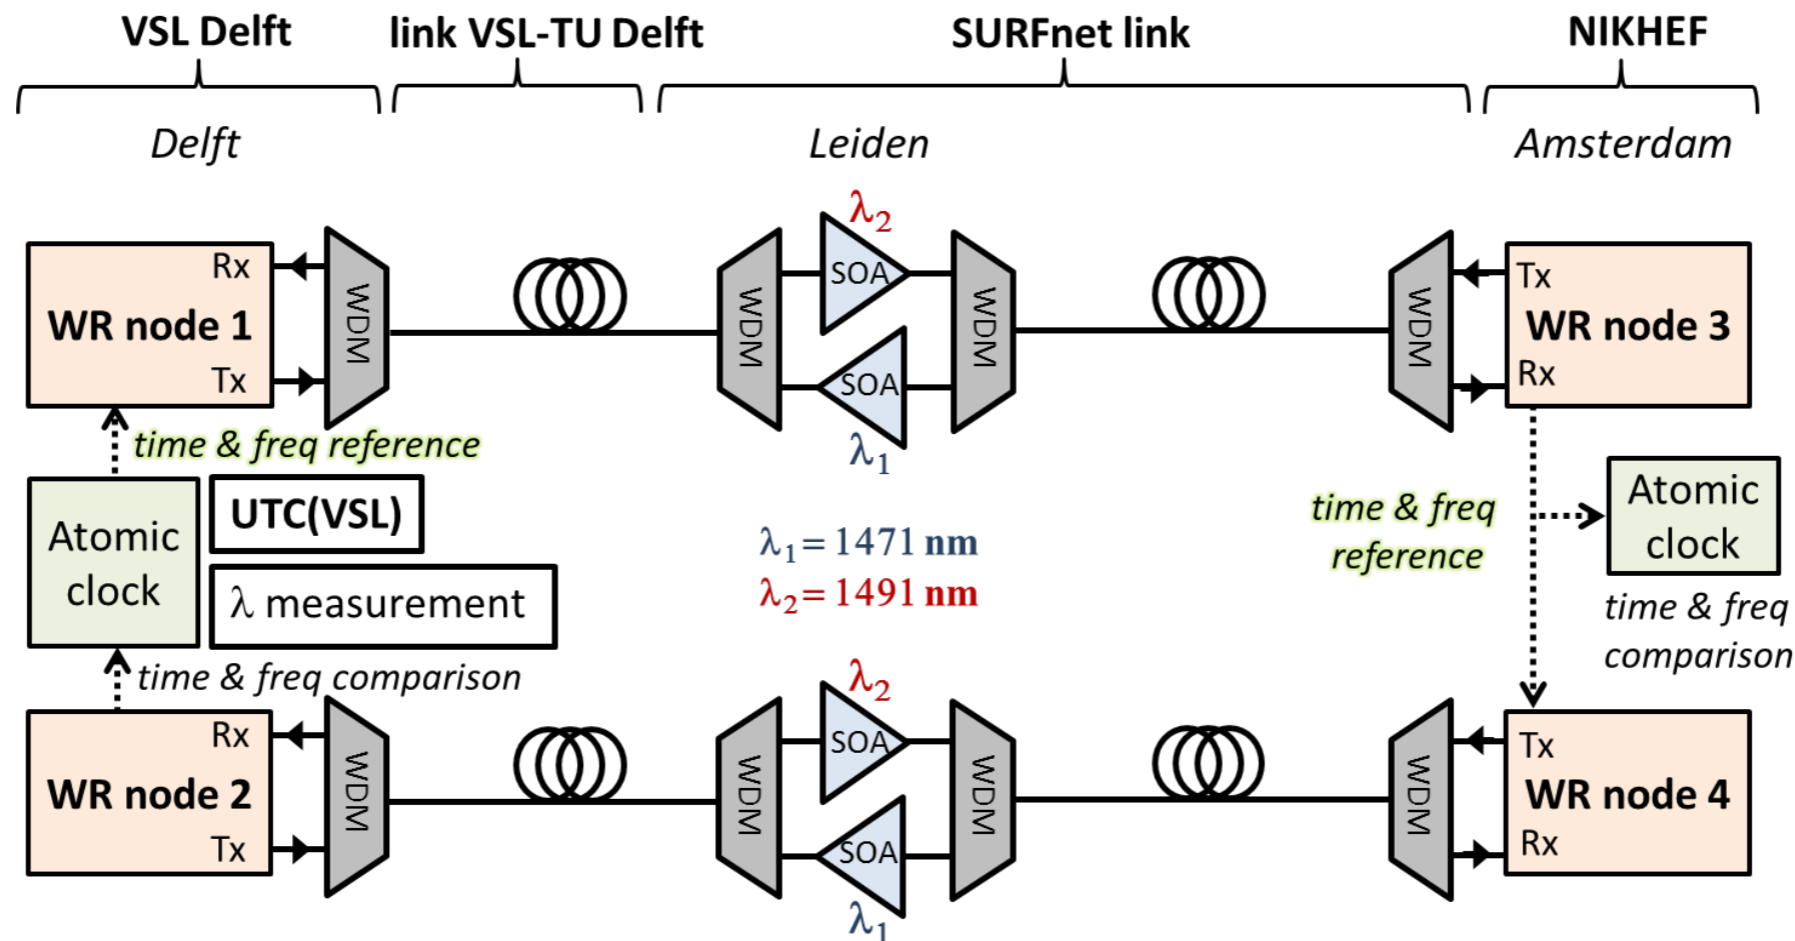 VSL Delft
link VSL-TU Delft
SURFnet link
NIKHEF
Delft
Leiden
Amsterdam
λ2
Rx
WR node 1
Tx
WDM
WDM
SOA
SOA
WDM
WDM
Tx
WR node 3
Rx
λ1
time & freq reference
Atomic
clock
UTC(VSL)
λ measurement
λ1 = 1471 nm
λ2 = 1491 nm
time & freq
reference
Atomic
clock
time & freq
comparison
time & freq comparison
λ2
Rx
WR node 2
Tx
WDM
WDM
SOA
SOA
WDM
WDM
Tx
WR node 4
Rx
λ1